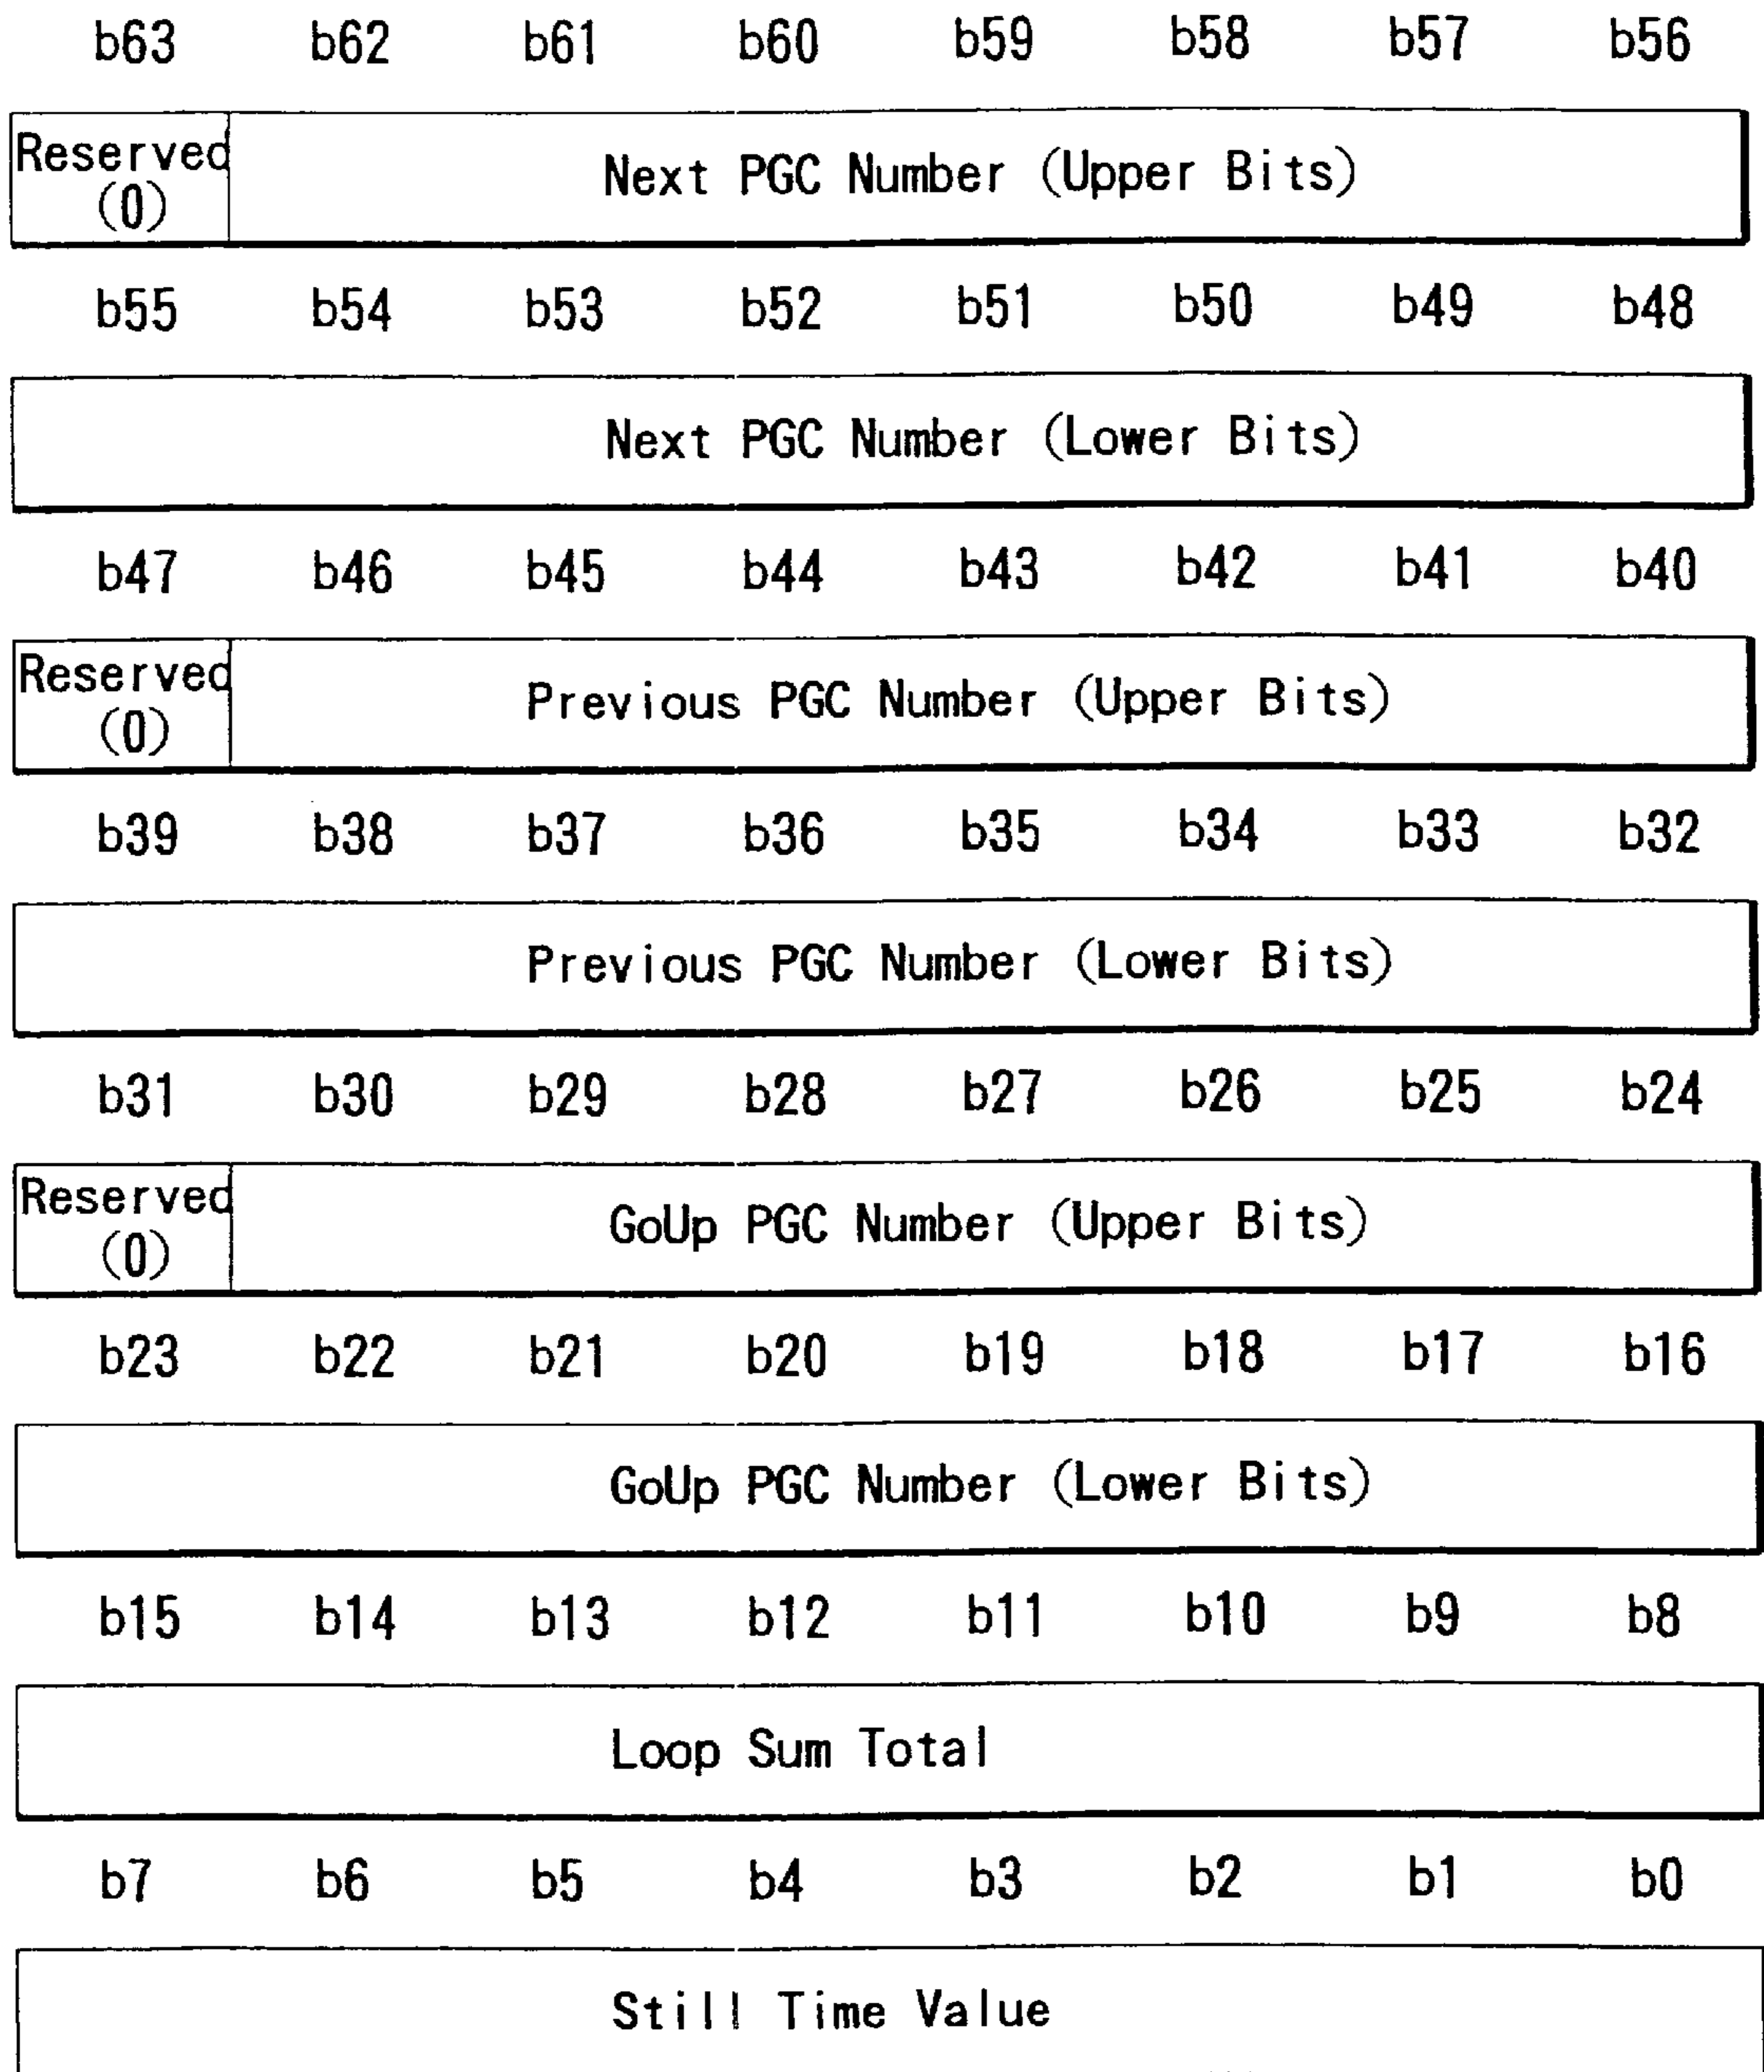 b63 b62 b61 b60 b59 b58 b57 b56
Reserved
(0)
Next PGC Number (Upper Bits)
b55 b54 b53 b52 b51 b50 b49 b48
Next PGC Number (Lower Bits)
b47 b46 b45 b44 b43 b42 b41 b40
Reserved
(0)
Previous PGC Number (Upper Bits)
b39 b38 b37 b36 b35 b34 b33 b32
Previous PGC Number (Lower Bits)
b31 b30 b29 b28 b27 b26 b25 b24
Reserved
(0)
GoUp PGC Number (Upper Bits)
b23 b22 b21 b20 b19 b18 b17 b16
GoUp PGC Number (Lower Bits)
b15 b14 b13 b12 b11 b10 b9 b8
Loop Sum Total
b7 b6 b5 b4 b3 b2 b1 b0
Still Time Value